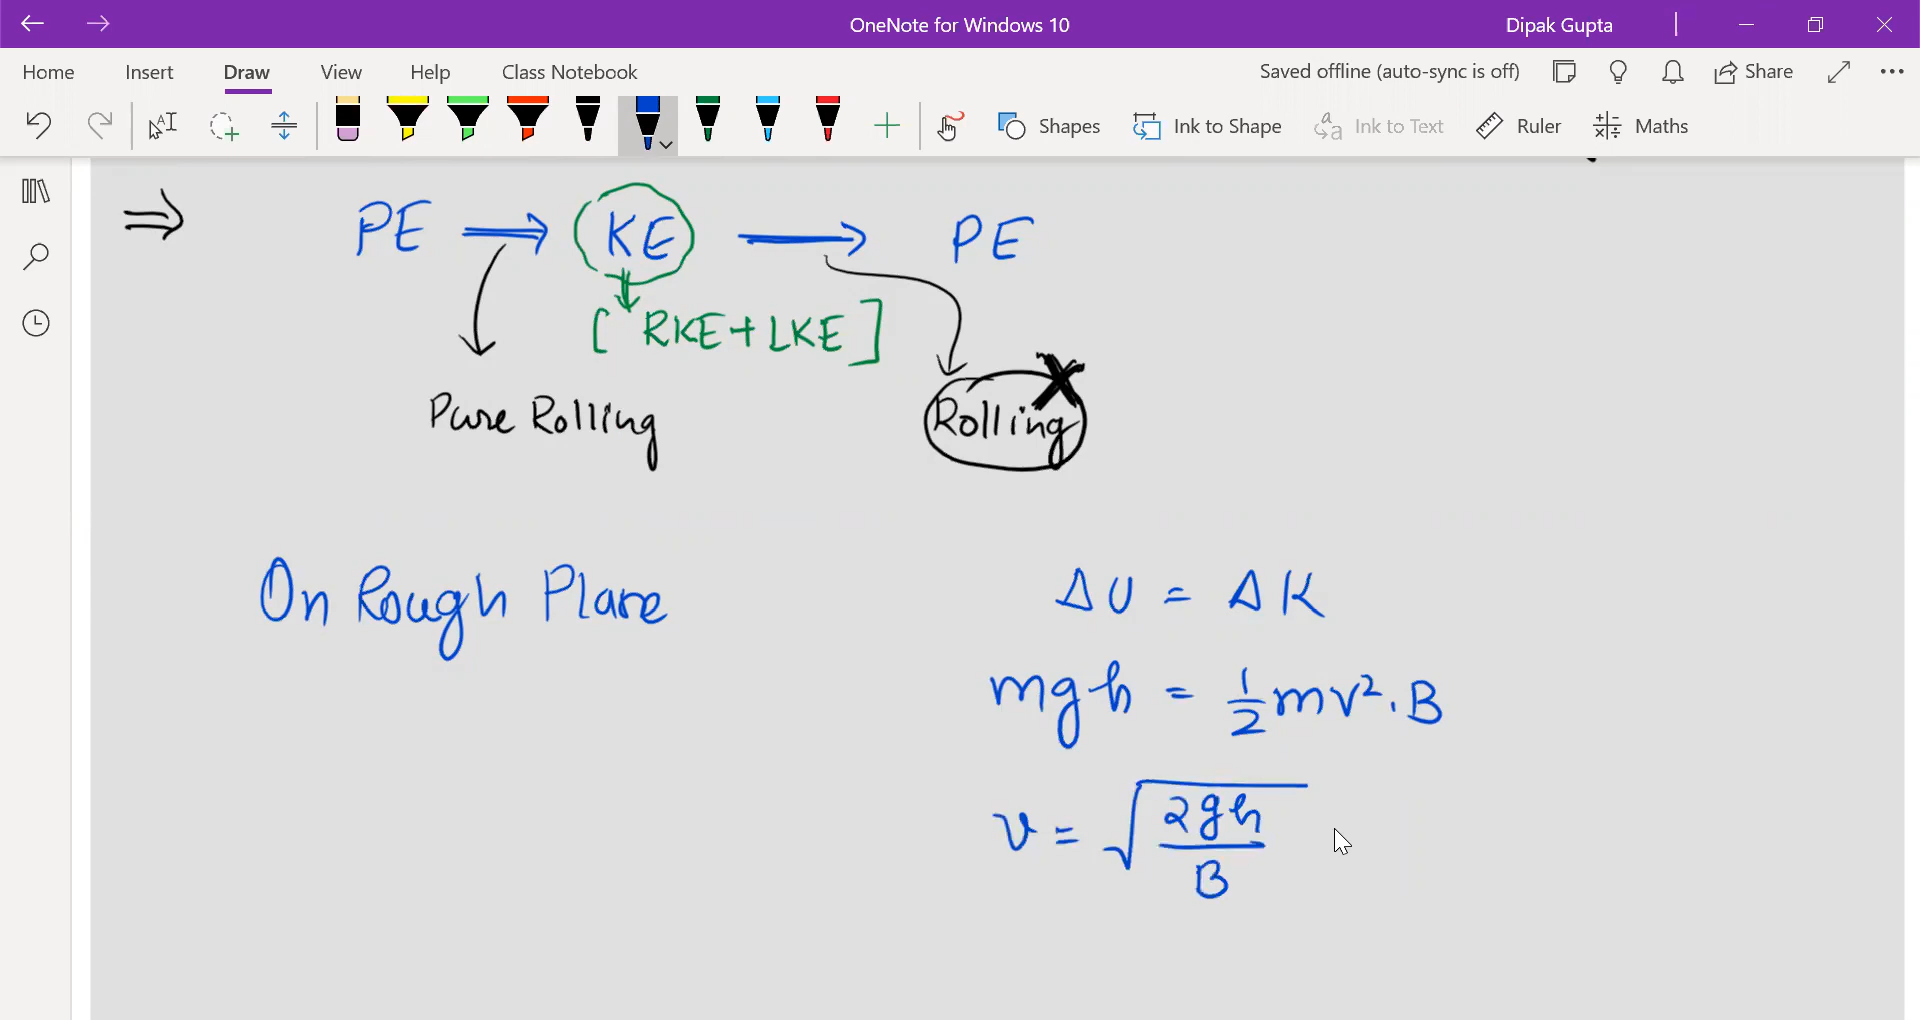 OneNote for Windows 10
Dipak Gupta
Home Insert Draw View Help Class Notebook
Saved offline (auto-sync is off) Share
Shapes Ink to Shape Ink to Text Ruler Maths
⇒ PE ⟹ KE → PE
[RKE + LKE]
Pure Rolling
Rolling
On Rough Plane
ΔU = ΔK
mgh = 1/2 mv². B
v = √(2gh/B)